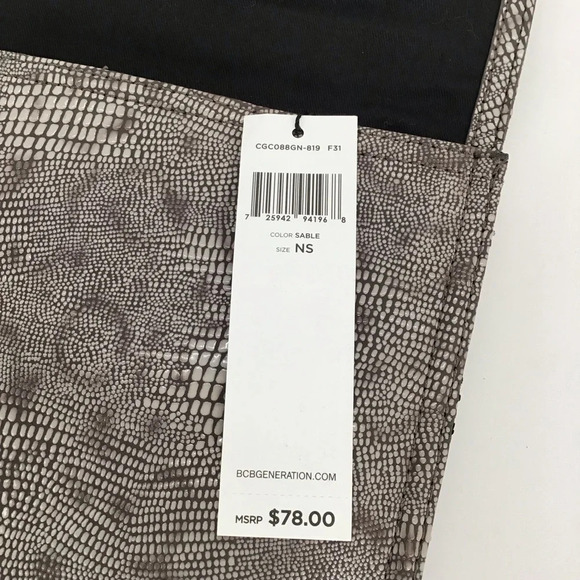 CGC088GN-819 F31
7 25942 94196 8
COLOR SABLE
SIZE NS
BCBGENERATION.COM
MSRP $78.00